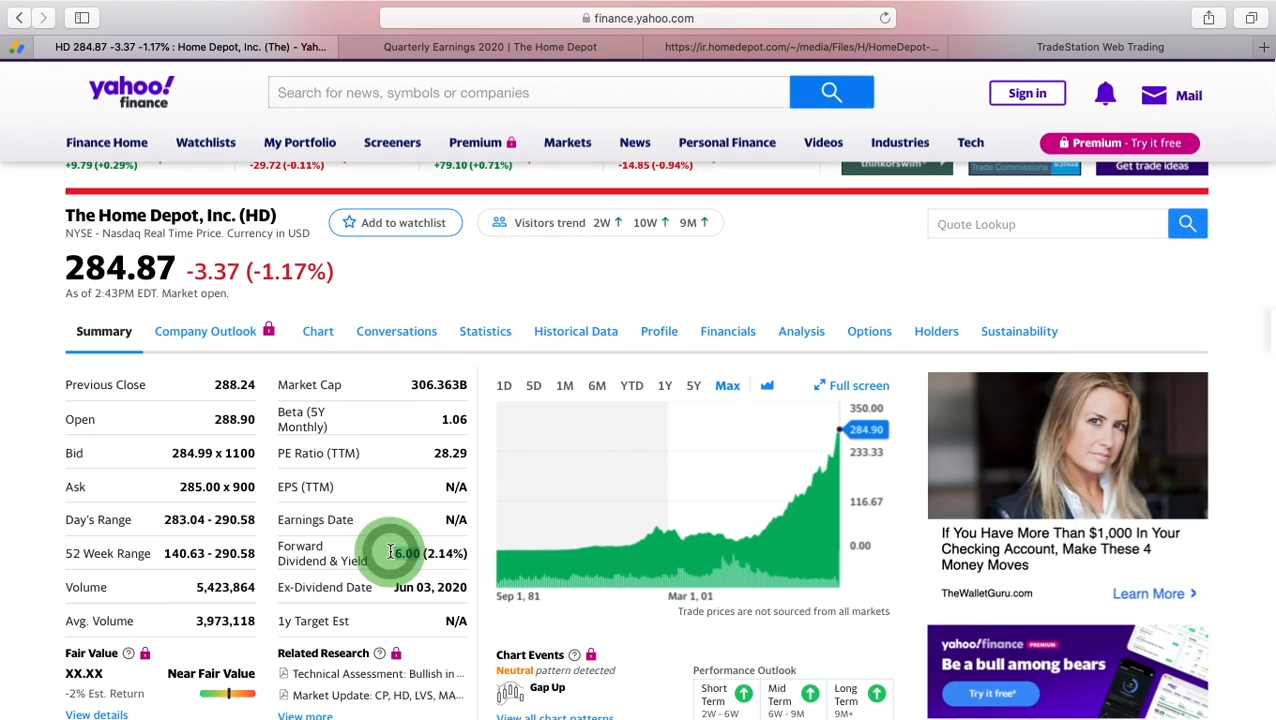 finance.yahoo.com
HD 284.87 -3.37 -1.17% : Home Depot, Inc. (The) - Yah...
Quarterly Earnings 2020 | The Home Depot
https://ir.homedepot.com/~/media/Files/H/HomeDepot-...
TradeStation Web Trading
yahoo!
finance
Search for news, symbols or companies
Sign in
Mail
Finance Home
Watchlists
My Portfolio
Screeners
Premium
Markets
News
Personal Finance
Videos
Industries
Tech
Premium - Try it free
+9.79 (+0.29%)
-29.72 (-0.11%)
+79.10 (+0.71%)
-14.85 (-0.94%)
thinkorswim
Trade Commissions
Get trade ideas
The Home Depot, Inc. (HD)
NYSE - Nasdaq Real Time Price. Currency in USD
Add to watchlist
Visitors trend 2W ↑ 10W ↑ 9M ↑
Quote Lookup
284.87 -3.37 (-1.17%)
As of 2:43PM EDT. Market open.
Summary
Company Outlook
Chart
Conversations
Statistics
Historical Data
Profile
Financials
Analysis
Options
Holders
Sustainability
Previous Close 288.24
Open 288.90
Bid 284.99 x 1100
Ask 285.00 x 900
Day's Range 283.04 - 290.58
52 Week Range 140.63 - 290.58
Volume 5,423,864
Avg. Volume 3,973,118
Market Cap 306.363B
Beta (5Y
Monthly) 1.06
PE Ratio (TTM) 28.29
EPS (TTM) N/A
Earnings Date N/A
Forward
Dividend & Yield 6.00 (2.14%)
Ex-Dividend Date Jun 03, 2020
1y Target Est N/A
Fair Value
XX.XX Near Fair Value
-2% Est. Return
View details
Related Research
Technical Assessment: Bullish in ...
Market Update: CP, HD, LVS, MA...
View more
1D 5D 1M 6M YTD 1Y 5Y Max
Full screen
350.00
284.90
233.33
116.67
0.00
Sep 1, 81
Mar 1, 01
Trade prices are not sourced from all markets
Chart Events
Neutral pattern detected
Gap Up
View all chart patterns
Performance Outlook
Short
Term
2W - 6W
Mid
Term
6W - 9M
Long
Term
9M+
If You Have More Than $1,000 In Your
Checking Account, Make These 4
Money Moves
TheWalletGuru.com
Learn More >
yahoo!finance PREMIUM
Be a bull among bears
Try it free*